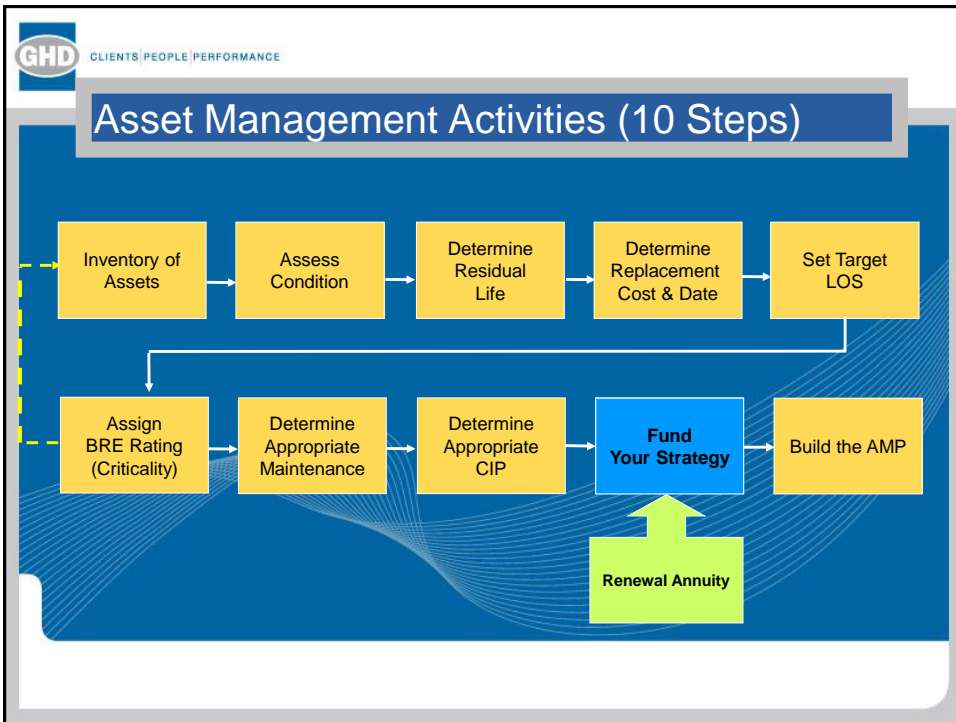 GHD
CLIENTS|PEOPLE|PERFORMANCE
Asset Management Activities (10 Steps)
Inventory of
Assets
Assess
Condition
Determine
Residual
Life
Determine
Replacement
Cost & Date
Set Target
LOS
Assign
BRE Rating
(Criticality)
Determine
Appropriate
Maintenance
Determine
Appropriate
CIP
Fund
Your Strategy
Build the AMP
Renewal Annuity